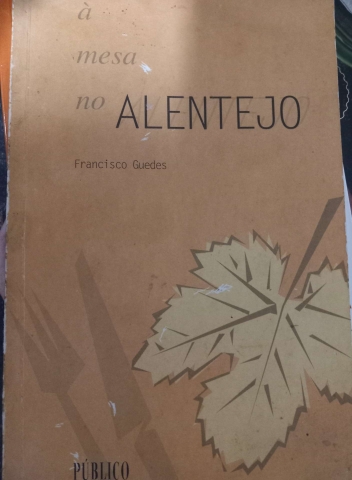 à
mesa
no ALENTEJO
Francisco Guedes
PÚBLICO